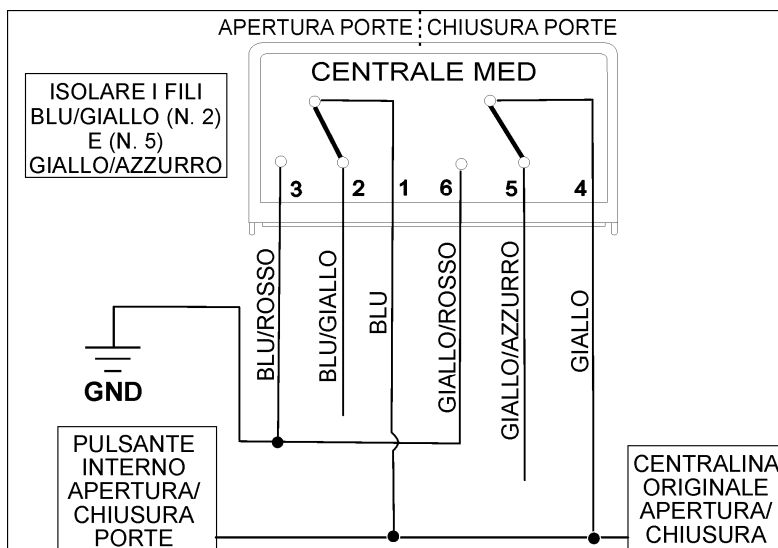 APERTURA PORTE CHIUSURA PORTE
CENTRALE MED
ISOLARE I FILI
BLU/GIALLO (N. 2)
E (N. 5)
GIALLO/AZZURRO
3 2 1 6 5 4
BLU/ROSSO
BLU/GIALLO
BLU
GIALLO/ROSSO
GIALLO/AZZURRO
GIALLO
GND
PULSANTE
INTERNO
APERTURA/
CHIUSURA
PORTE
CENTRALINA
ORIGINALE
APERTURA/
CHIUSURA